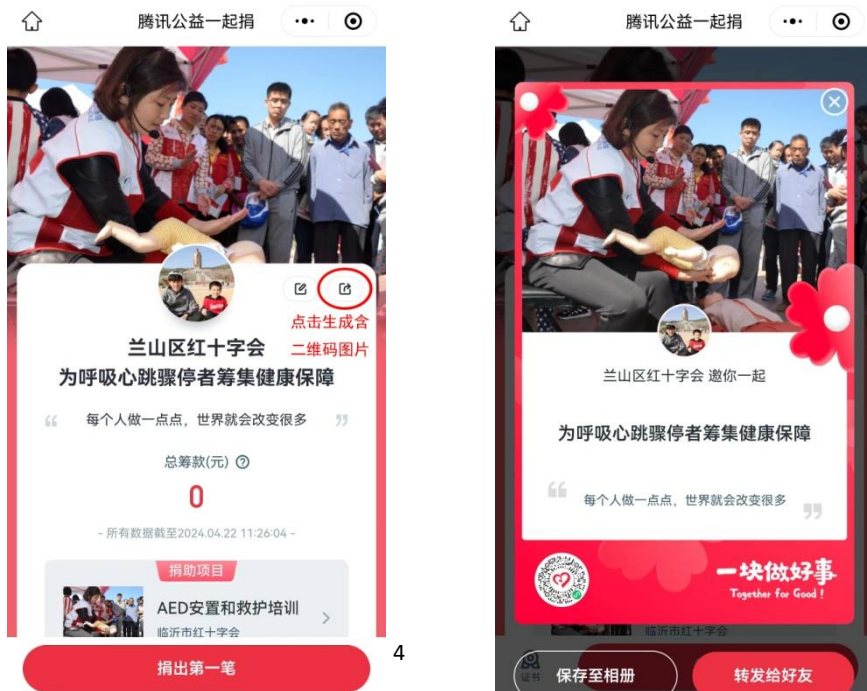 腾讯公益一起捐
点击生成含
二维码图片
兰山区红十字会
为呼吸心跳骤停者筹集健康保障
“ 每个人做一点点，世界就会改变很多 ”
总筹款(元) ?
0
- 所有数据截至2024.04.22 11:26:04 -
捐助项目
AED安置和救护培训
临沂市红十字会
捐出第一笔
4
腾讯公益一起捐
兰山区红十字会 邀你一起
为呼吸心跳骤停者筹集健康保障
“ 每个人做一点点，世界就会改变很多 ”
一块做好事
Together for Good !
临沂市红十字会
证书
保存至相册
转发给好友